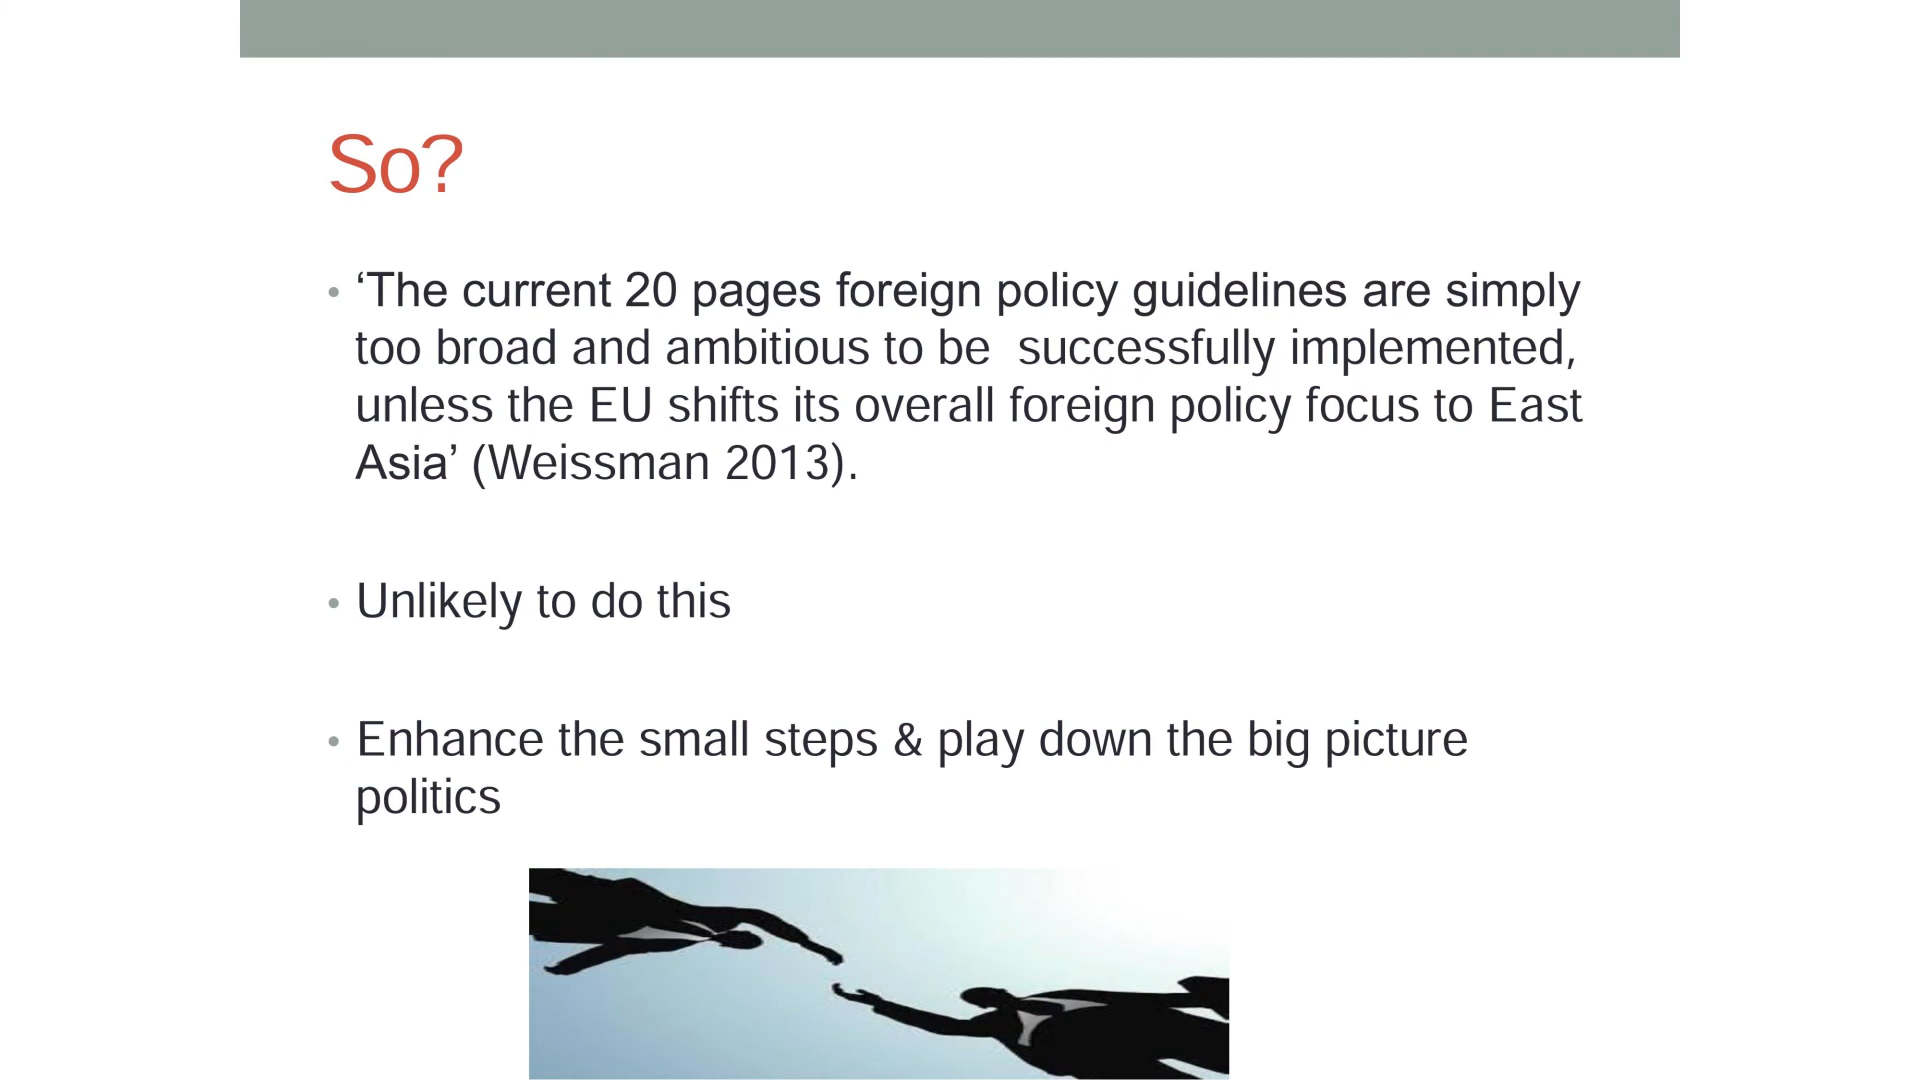 So?
• ‘The current 20 pages foreign policy guidelines are simply
too broad and ambitious to be  successfully implemented,
unless the EU shifts its overall foreign policy focus to East
Asia’ (Weissman 2013).
• Unlikely to do this
• Enhance the small steps & play down the big picture
politics